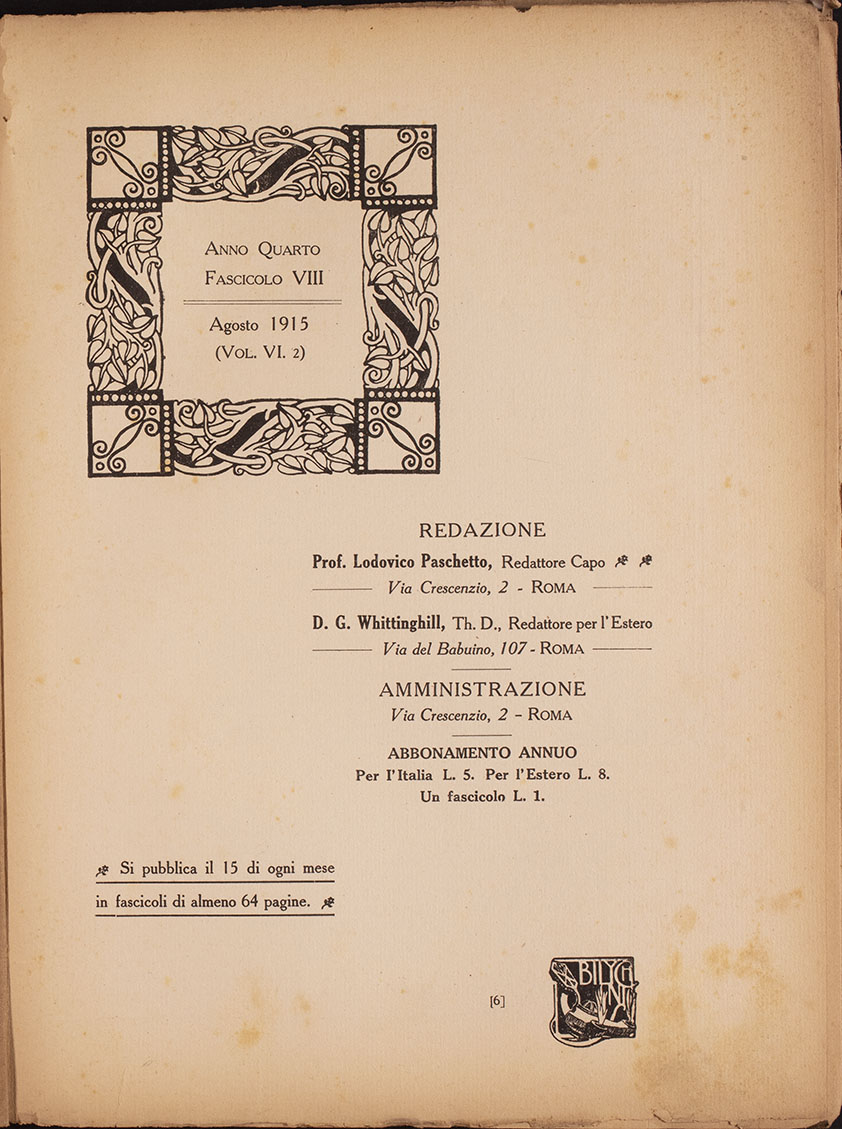 Anno Quarto
Fascicolo VIII
Agosto 1915
(Vol. VI. 2)
REDAZIONE
Prof. Lodovico Paschetto, Redattore Capo
Via Crescenzio, 2 - Roma
D. G. Whittinghill, Th. D., Redattore per l'Estero
Via del Babuino, 107 - Roma
AMMINISTRAZIONE
Via Crescenzio, 2 – Roma
ABBONAMENTO ANNUO
Per l'Italia L. 5. Per l'Estero L. 8.
Un fascicolo L. 1.
Si pubblica il 15 di ogni mese
in fascicoli di almeno 64 pagine.
[6]
BILYCH
NIS